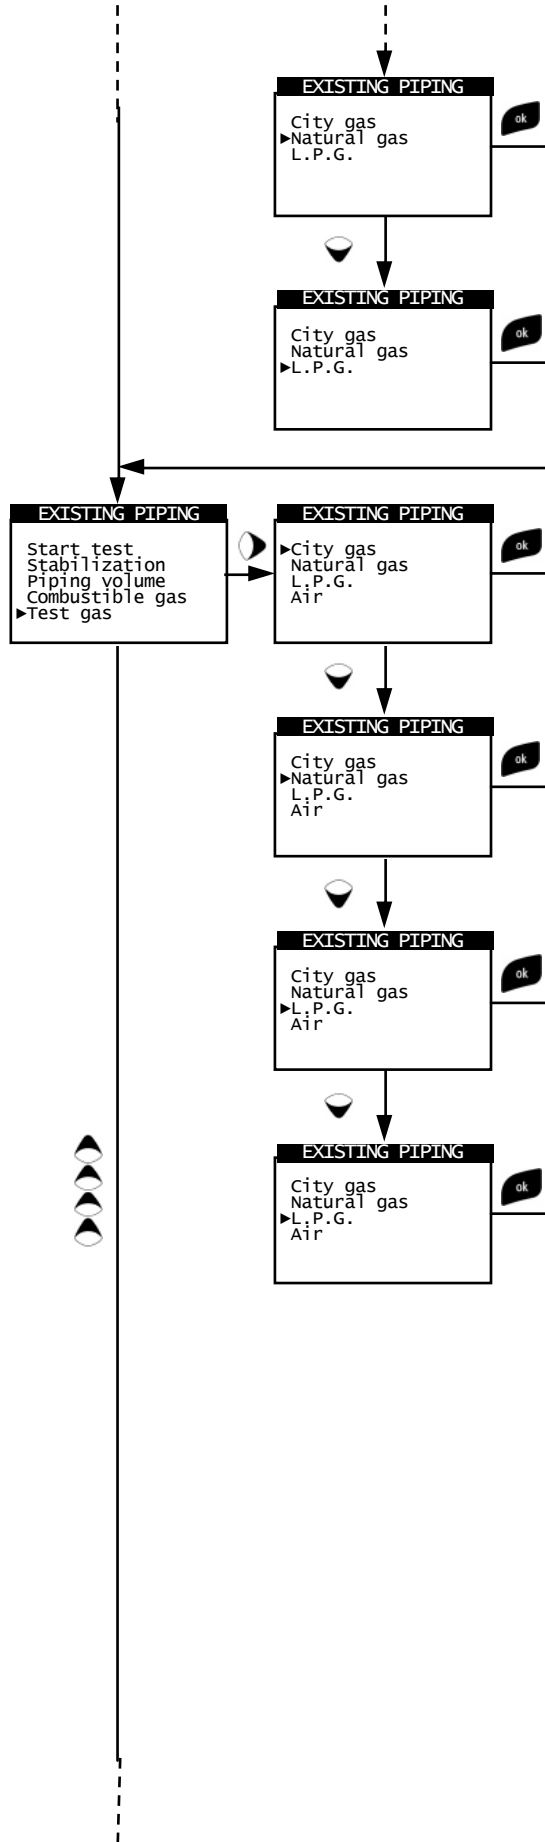 EXISTING PIPING
City gas
►Natural gas
L.P.G.
ok
EXISTING PIPING
City gas
Natural gas
►L.P.G.
ok
EXISTING PIPING
Start test
Stabilization
Piping volume
Combustible gas
►Test gas
EXISTING PIPING
►City gas
Natural gas
L.P.G.
Air
ok
EXISTING PIPING
City gas
►Natural gas
L.P.G.
Air
ok
EXISTING PIPING
City gas
Natural gas
►L.P.G.
Air
ok
EXISTING PIPING
City gas
Natural gas
►L.P.G.
Air
ok